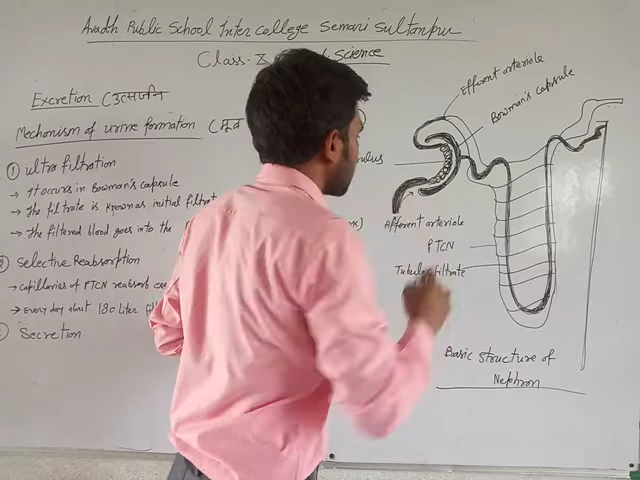 Avadh Public School Inter College Semari Sultanpur
Class-X Science
Excretion (उत्सर्जन
Mechanism of urine formation (मूत्र
① ultra filtration
→ It occurs in Bowman's capsule
→ The filtrate is known as initial filtrat
→ The filtered blood goes into the
Selective Reabsorption
→ Capillaries of PTCN reabsorb
→ Every day about 180 liter
Secretion
Efferent arteriole
Bowman's capsule
ulus
Afferent arteriole
PTCN
Tubular filtrate
Basic structure of
Nephron